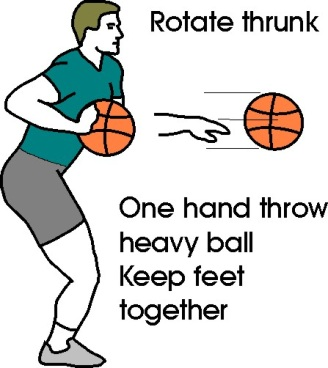 Rotate thrunk
One hand throw
heavy ball
Keep feet
together